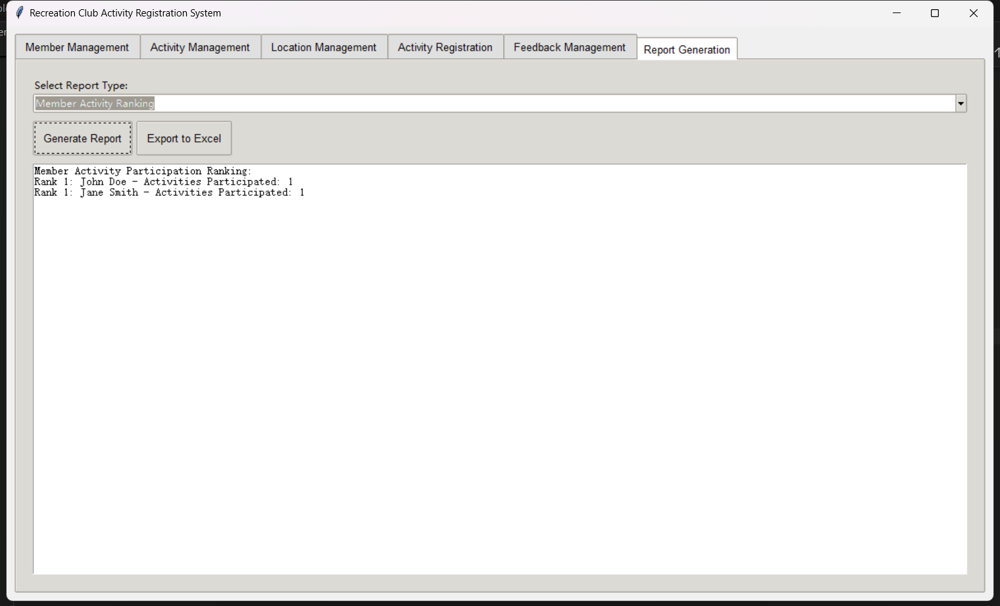 Recreation Club Activity Registration System
Member Management Activity Management Location Management Activity Registration Feedback Management Report Generation
Select Report Type:
Member Activity Ranking
Generate Report Export to Excel
Member Activity Participation Ranking:
Rank 1: John Doe - Activities Participated: 1
Rank 1: Jane Smith - Activities Participated: 1